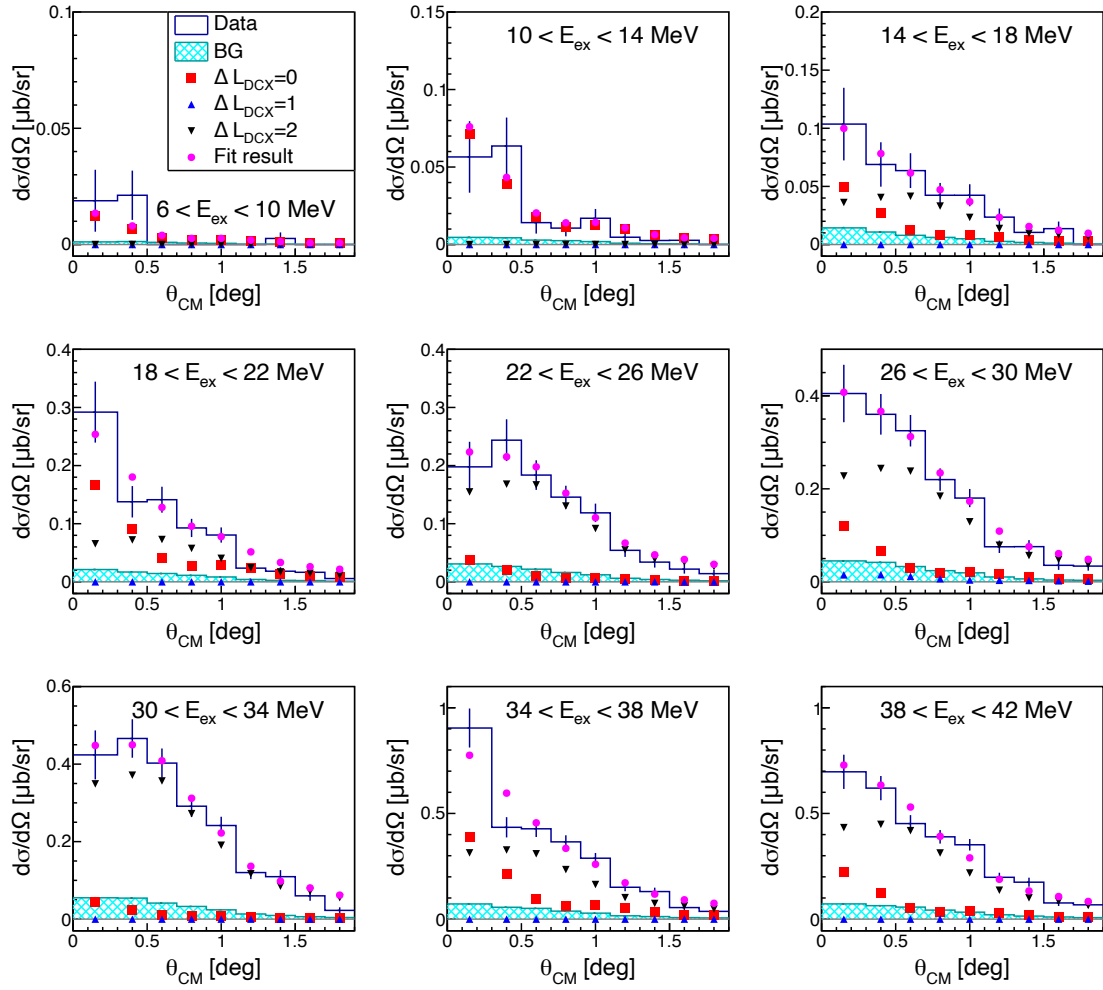 dσ/dΩ [μb/sr]
0.1
0.05
0
Data
BG
Δ L_DCX=0
Δ L_DCX=1
Δ L_DCX=2
Fit result
6 < E_ex < 10 MeV
0 0.5 1 1.5
θ_CM [deg]
dσ/dΩ [μb/sr]
0.15
0.1
0.05
0
10 < E_ex < 14 MeV
0 0.5 1 1.5
θ_CM [deg]
dσ/dΩ [μb/sr]
0.2
0.15
0.1
0.05
0
14 < E_ex < 18 MeV
0 0.5 1 1.5
θ_CM [deg]
dσ/dΩ [μb/sr]
0.4
0.3
0.2
0.1
0
18 < E_ex < 22 MeV
0 0.5 1 1.5
θ_CM [deg]
dσ/dΩ [μb/sr]
0.4
0.3
0.2
0.1
0
22 < E_ex < 26 MeV
0 0.5 1 1.5
θ_CM [deg]
dσ/dΩ [μb/sr]
0.4
0.2
0
26 < E_ex < 30 MeV
0 0.5 1 1.5
θ_CM [deg]
dσ/dΩ [μb/sr]
0.6
0.4
0.2
0
30 < E_ex < 34 MeV
0 0.5 1 1.5
θ_CM [deg]
dσ/dΩ [μb/sr]
1
0.5
0
34 < E_ex < 38 MeV
0 0.5 1 1.5
θ_CM [deg]
dσ/dΩ [μb/sr]
1
0.5
0
38 < E_ex < 42 MeV
0 0.5 1 1.5
θ_CM [deg]